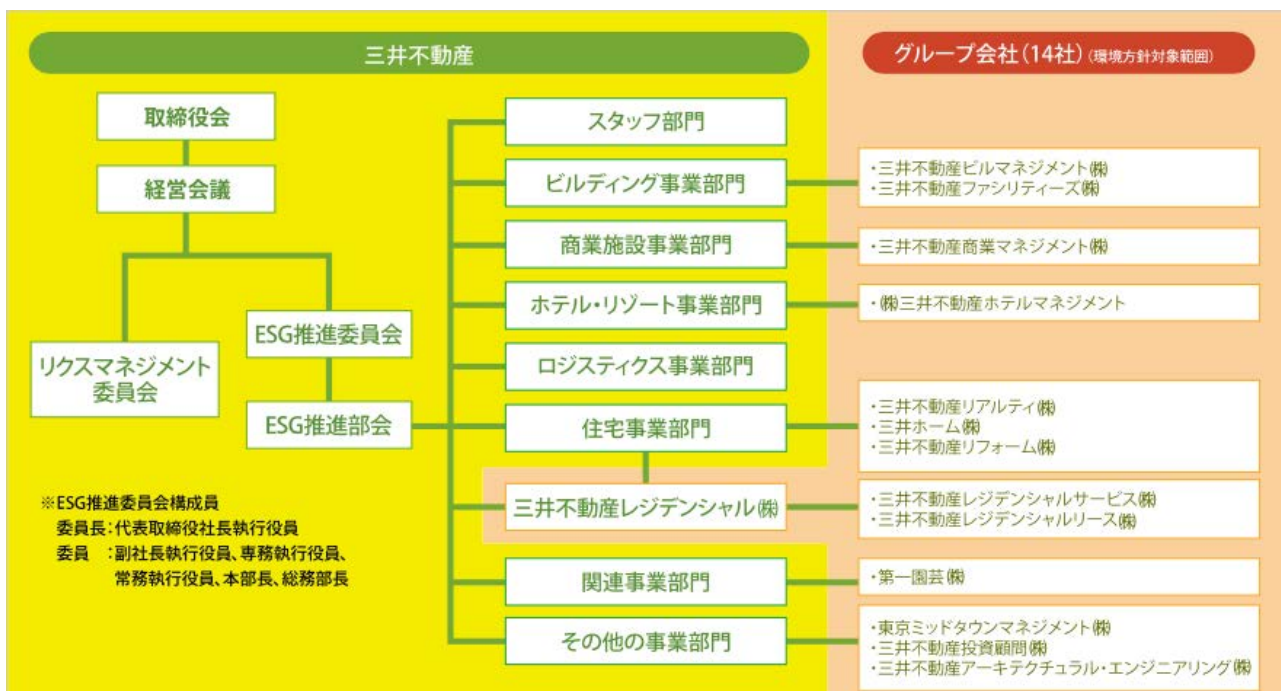 三井不動産
グループ会社(14社)(環境方針対象範囲)
取締役会
経営会議
リクスマネジメント
委員会
ESG推進委員会
ESG推進部会
※ESG推進委員会構成員
委員長:代表取締役社長執行役員
委員 :副社長執行役員、専務執行役員、
常務執行役員、本部長、総務部長
スタッフ部門
ビルディング事業部門
・三井不動産ビルマネジメント㈱
・三井不動産ファシリティーズ㈱
商業施設事業部門
・三井不動産商業マネジメント㈱
ホテル・リゾート事業部門
・㈱三井不動産ホテルマネジメント
ロジスティクス事業部門
住宅事業部門
・三井不動産リアルティ㈱
・三井ホーム㈱
・三井不動産リフォーム㈱
三井不動産レジデンシャル㈱
・三井不動産レジデンシャルサービス㈱
・三井不動産レジデンシャルリース㈱
関連事業部門
・第一園芸㈱
その他の事業部門
・東京ミッドタウンマネジメント㈱
・三井不動産投資顧問㈱
・三井不動産アーキテクチュラル・エンジニアリング㈱